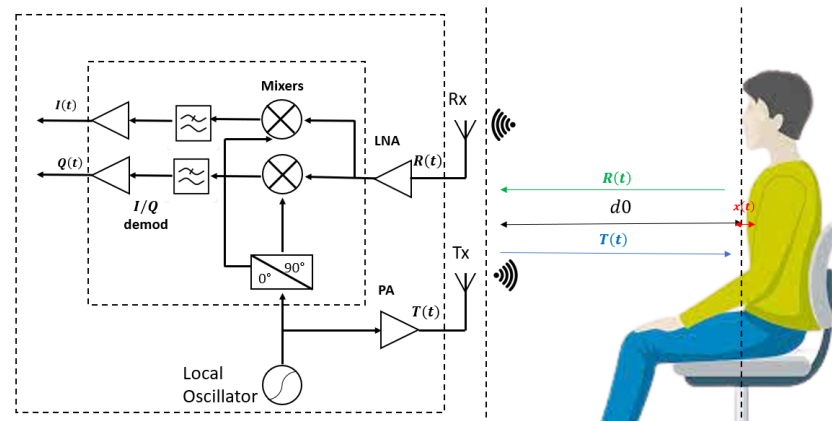 Mixers
I(t)
Rx
LNA
R(t)
Q(t)
I/Q
demod
0° 90°
Tx
PA
T(t)
Local
Oscillator
R(t)
d0
x(t)
T(t)